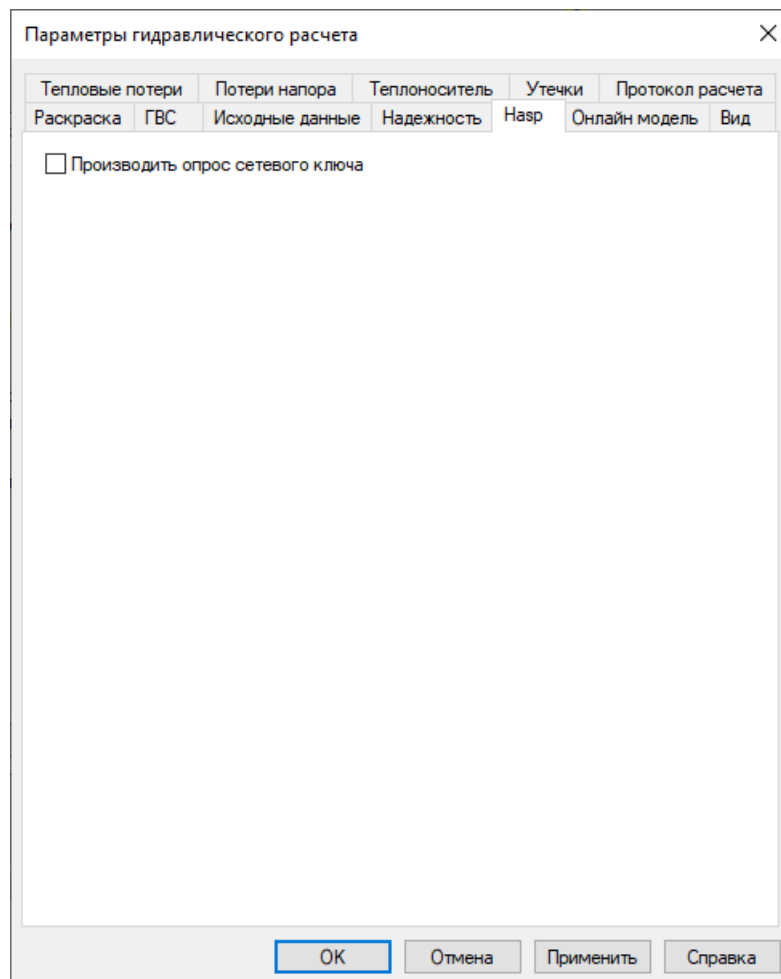 Параметры гидравлического расчета
Тепловые потери Потери напора Теплоноситель Утечки Протокол расчета
Раскраска ГВС Исходные данные Надежность Hasp Онлайн модель Вид
Производить опрос сетевого ключа
OK Отмена Применить Справка